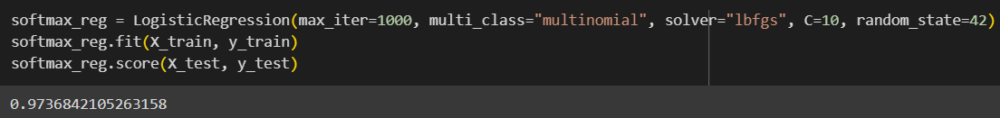 softmax_reg = LogisticRegression(max_iter=1000, multi_class="multinomial", solver="lbfgs", C=10, random_state=42)
softmax_reg.fit(X_train, y_train)
softmax_reg.score(X_test, y_test)
0.9736842105263158